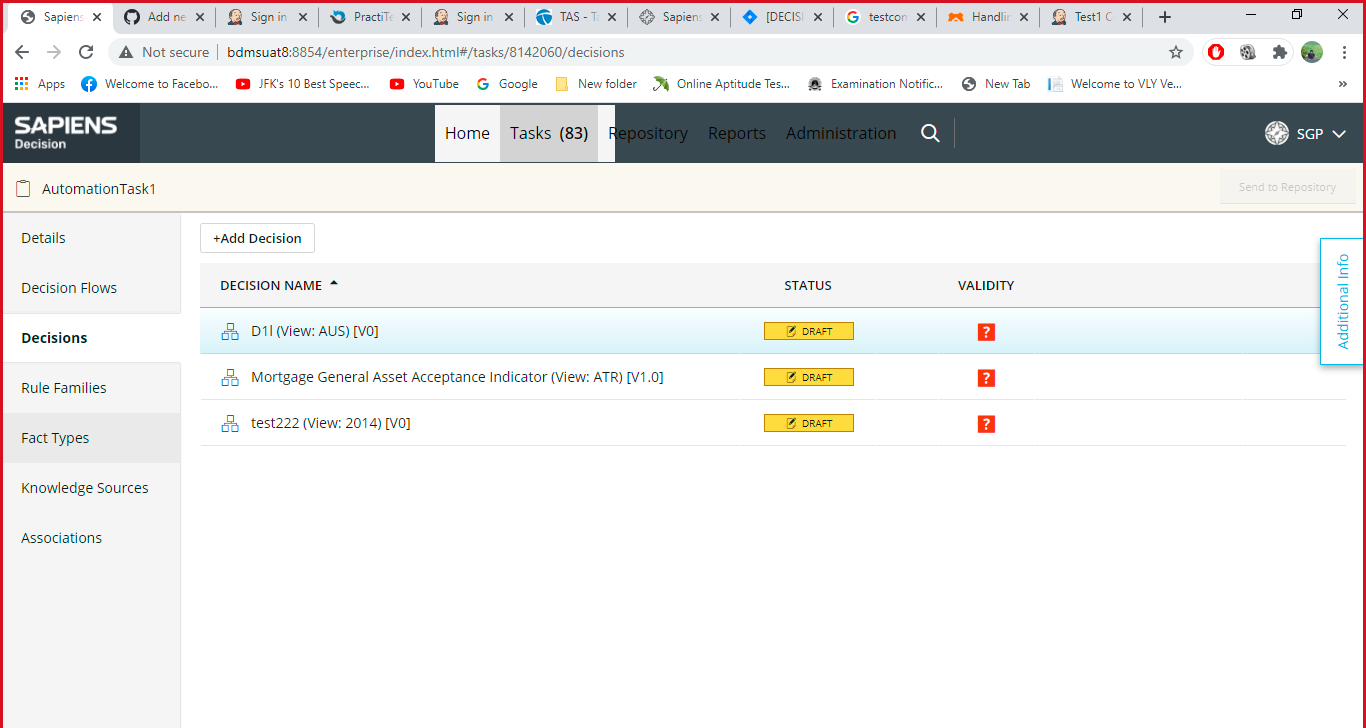 Sapiens
Add ne
Sign in
PractiTe
Sign in
TAS - Ta
Sapiens
[DECISI
testcon
Handlin
Test1 C
Not secure
bdmsuat8:8854/enterprise/index.html#/tasks/8142060/decisions
Apps
Welcome to Facebo...
JFK's 10 Best Speec...
YouTube
Google
New folder
Online Aptitude Tes...
Examination Notific...
New Tab
Welcome to VLY Ve...
SAPIENS
Decision
Home
Tasks (83)
Repository
Reports
Administration
SGP
AutomationTask1
Send to Repository
Details
Decision Flows
Decisions
Rule Families
Fact Types
Knowledge Sources
Associations
+Add Decision
DECISION NAME
STATUS
VALIDITY
D1l (View: AUS) [V0]
DRAFT
?
Mortgage General Asset Acceptance Indicator (View: ATR) [V1.0]
DRAFT
?
test222 (View: 2014) [V0]
DRAFT
?
Additional Info